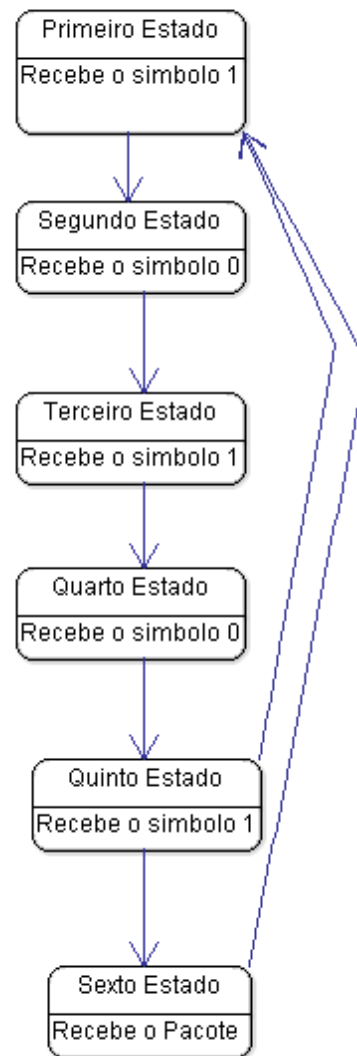 Primeiro Estado
Recebe o simbolo 1
Segundo Estado
Recebe o simbolo 0
Terceiro Estado
Recebe o simbolo 1
Quarto Estado
Recebe o simbolo 0
Quinto Estado
Recebe o simbolo 1
Sexto Estado
Recebe o Pacote